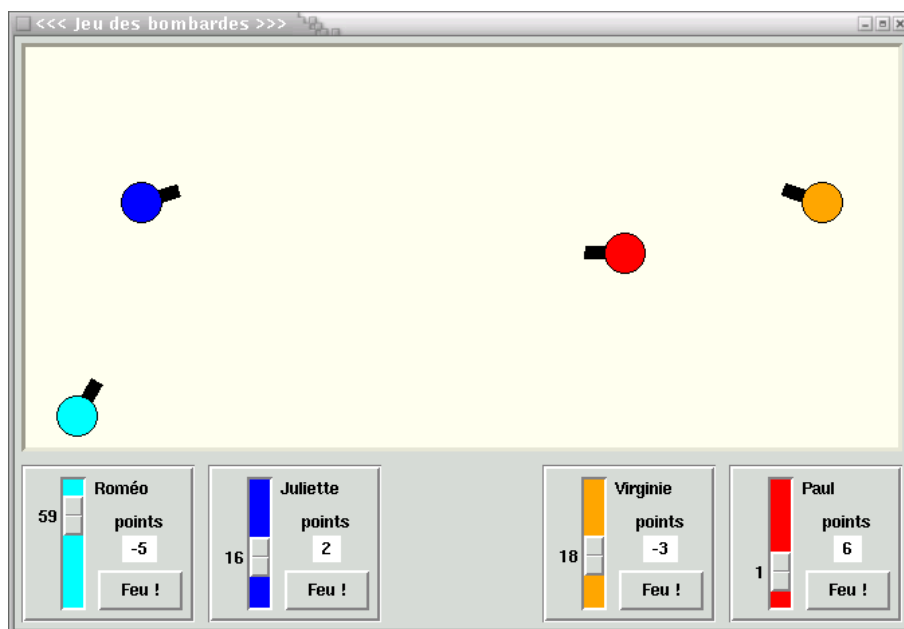 <<< Jeu des bombardes >>>
Roméo
59
points
-5
Feu !
Juliette
16
points
2
Feu !
Virginie
18
points
-3
Feu !
Paul
1
points
6
Feu !